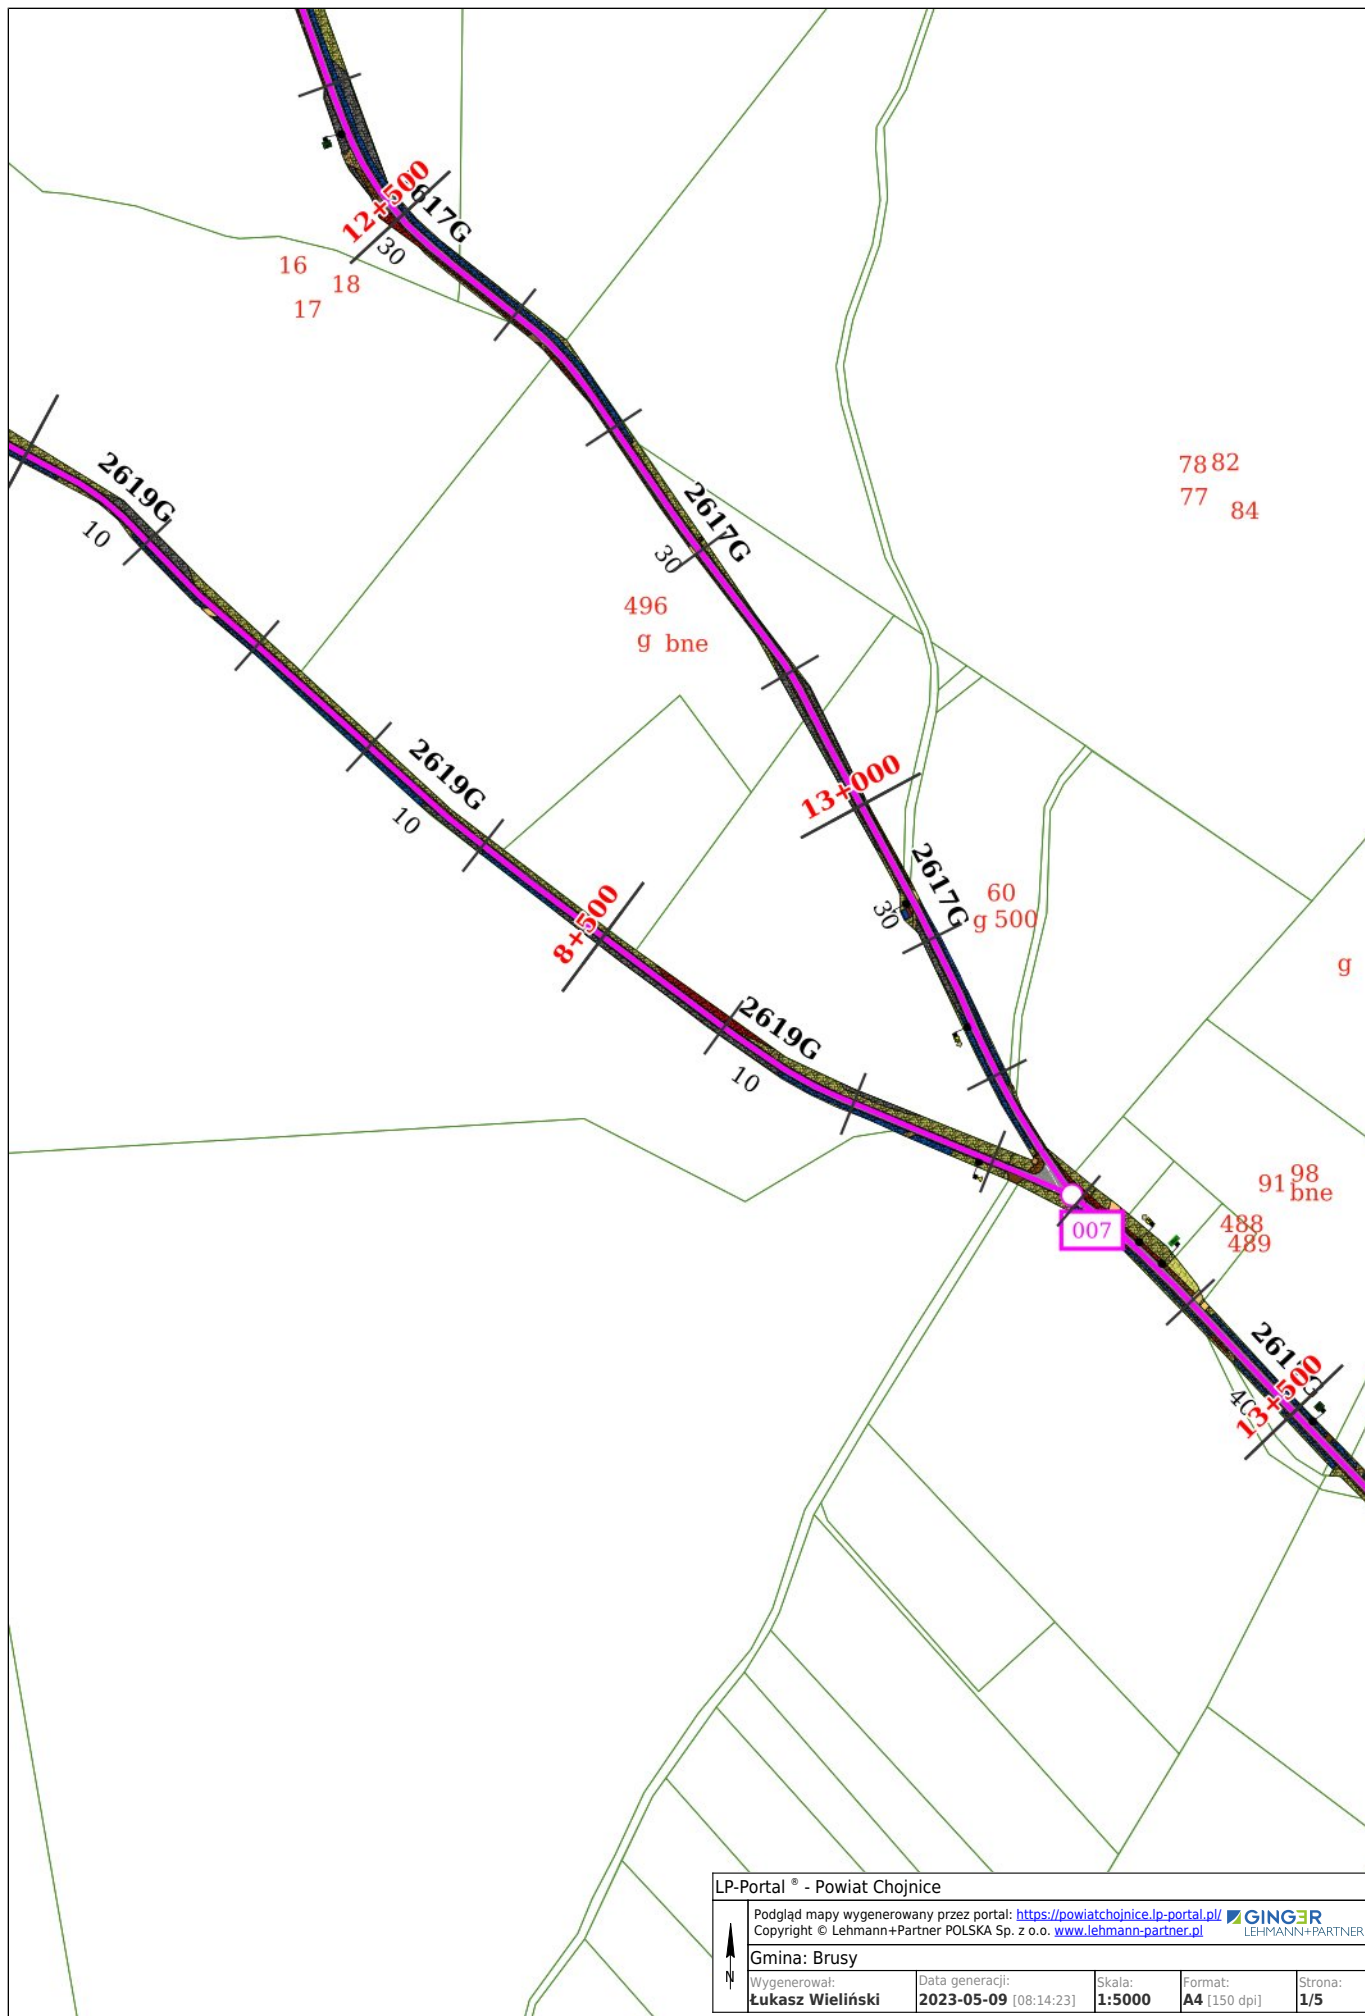 12+500
617G
30
16
18
17
2619G
10
78 82
77
84
2617G
30
496
g bne
2619G
10
13+000
2617G
30
60
g 500
8+500
g
2619G
10
91 98
bne
488
489
007
40
13+500
LP-Portal ® - Powiat Chojnice
Podgląd mapy wygenerowany przez portal: https://powiatchojnice.lp-portal.pl/
Copyright © Lehmann+Partner POLSKA Sp. z o.o. www.lehmann-partner.pl
GINGER
LEHMANN+PARTNER
Gmina: Brusy
N
Wygenerował:
Łukasz Wieliński
Data generacji:
2023-05-09 [08:14:23]
Skala:
1:5000
Format:
A4 [150 dpi]
Strona:
1/5